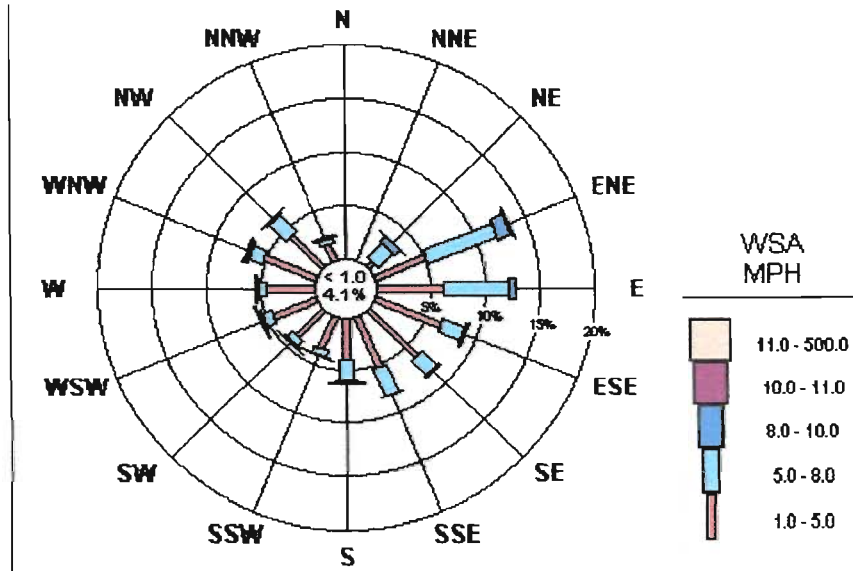 N
NNW
NNE
NW
NE
WNW
ENE
WSA
MPH
< 1.0
4.1%
W
E
5%
10%
15%
20%
11.0 - 500.0
WSW
ESE
10.0 - 11.0
8.0 - 10.0
SW
SE
5.0 - 8.0
SSW
SSE
1.0 - 5.0
S